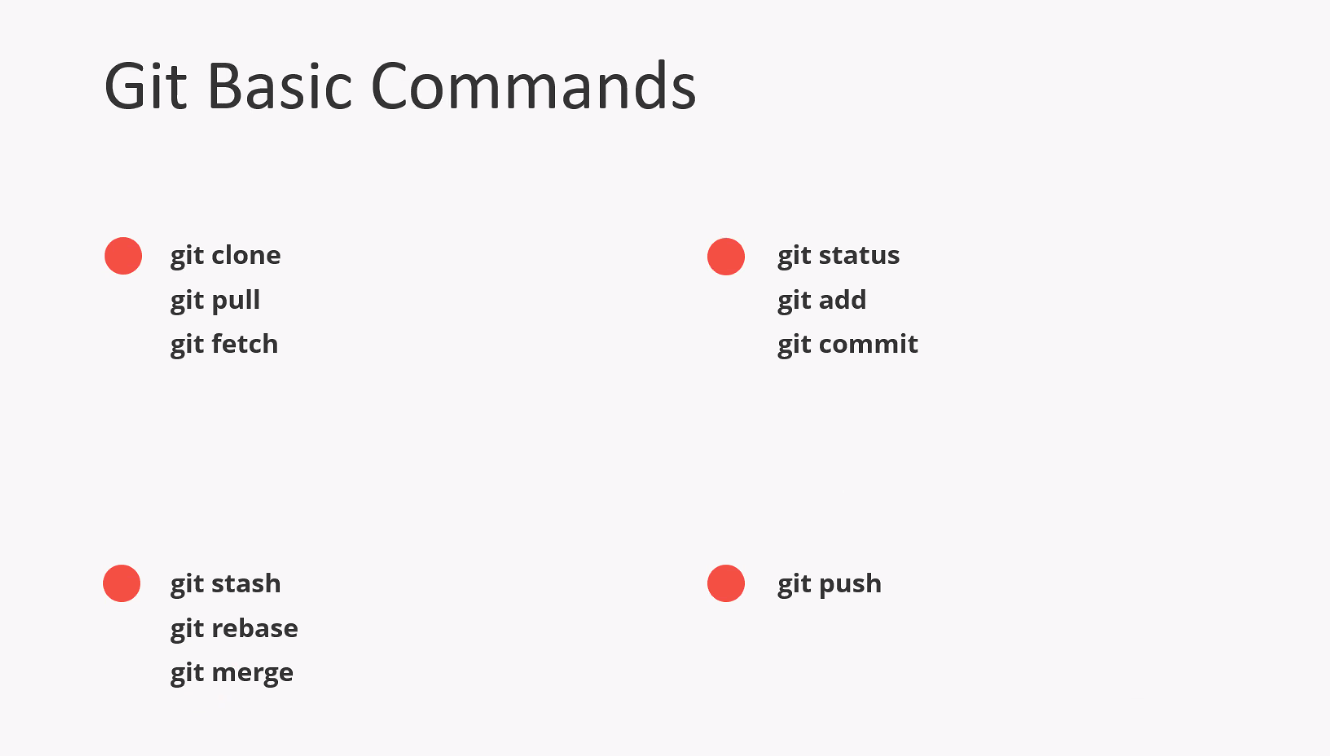 Git Basic Commands
git clone
git pull
git fetch
git status
git add
git commit
git stash
git rebase
git merge
git push